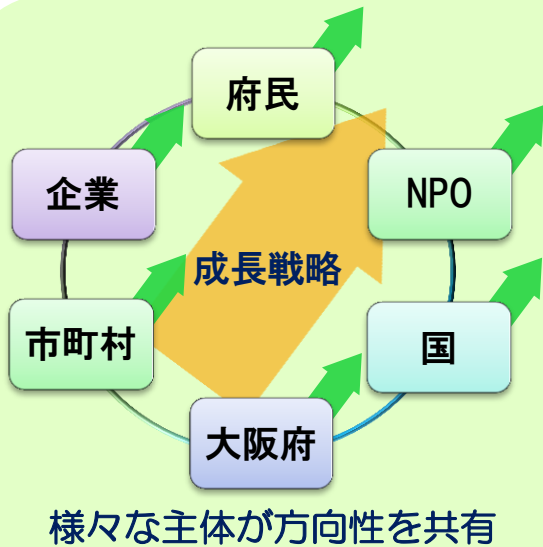 府民
企業
NPO
成長戦略
市町村
国
大阪府
様々な主体が方向性を共有